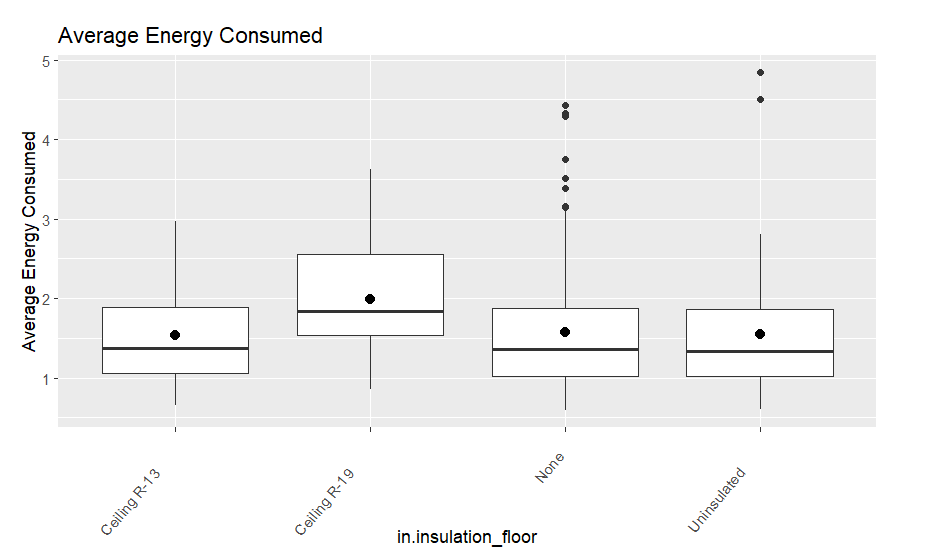 Average Energy Consumed
Average Energy Consumed
5
4
3
2
1
Ceiling R-13
Ceiling R-19
None
Uninsulated
in.insulation_floor